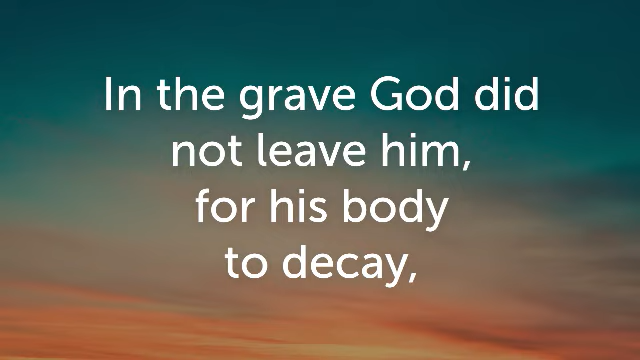 In the grave God did
not leave him,
for his body
to decay,